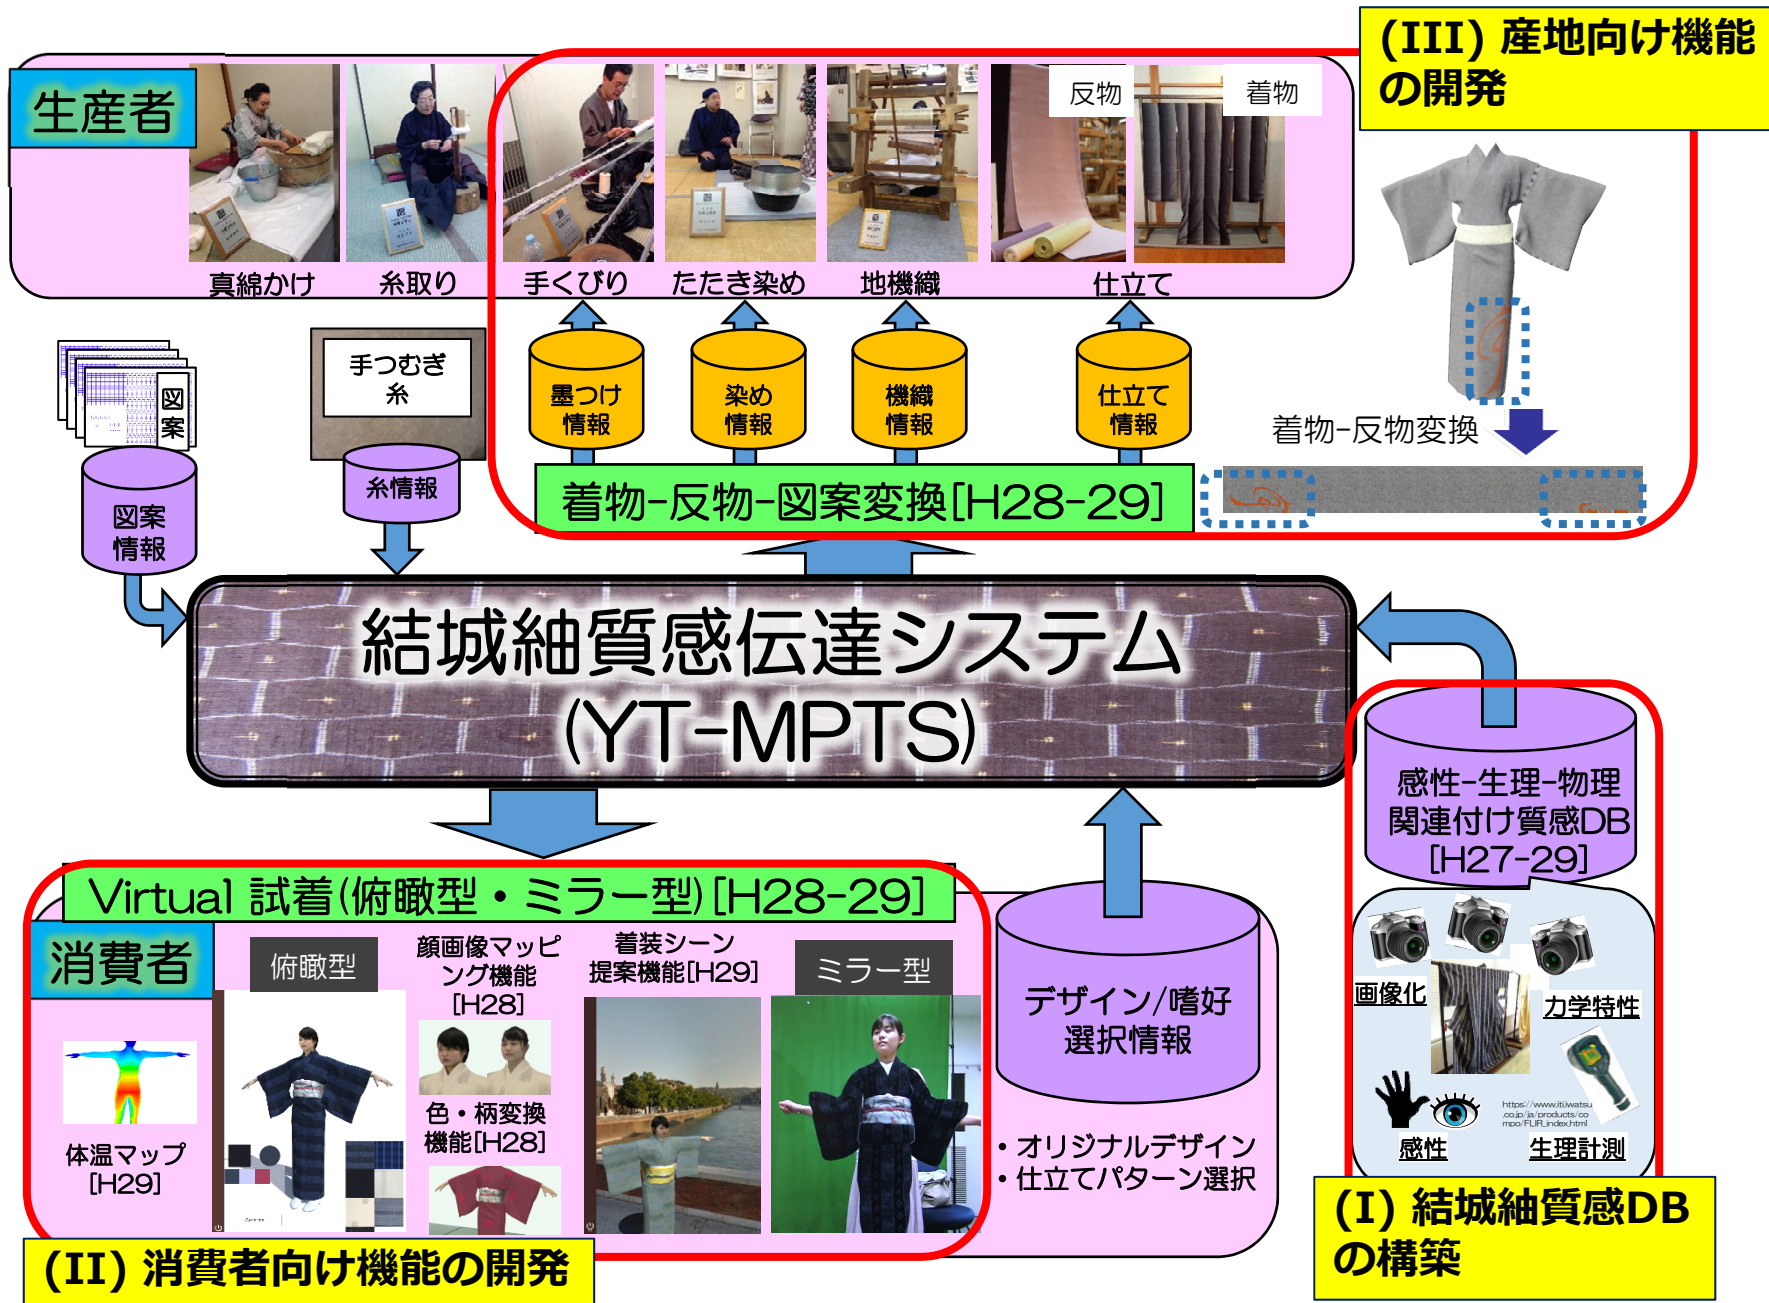 (III) 産地向け機能
の開発
生産者
反物
着物
真綿かけ
糸取り
手くびり
たたき染め
地機織
仕立て
図
案
手つむぎ
糸
墨つけ
情報
染め
情報
機織
情報
仕立て
情報
着物-反物変換
図案
情報
糸情報
着物-反物-図案変換[H28-29]
結城紬質感伝達システム
(YT-MPTS)
感性-生理-物理
関連付け質感DB
[H27-29]
Virtual 試着(俯瞰型・ミラー型)[H28-29]
消費者
俯瞰型
顔画像マッピ
ング機能
[H28]
着装シーン
提案機能[H29]
ミラー型
色・柄変換
機能[H28]
体温マップ
[H29]
デザイン/嗜好
選択情報
・オリジナルデザイン
・仕立てパターン選択
画像化
力学特性
https://www.iti.iwatsu
.co.jp/ja/products/co
mpo/FLIR_index.html
感性
生理計測
(I) 結城紬質感DB
の構築
(II) 消費者向け機能の開発